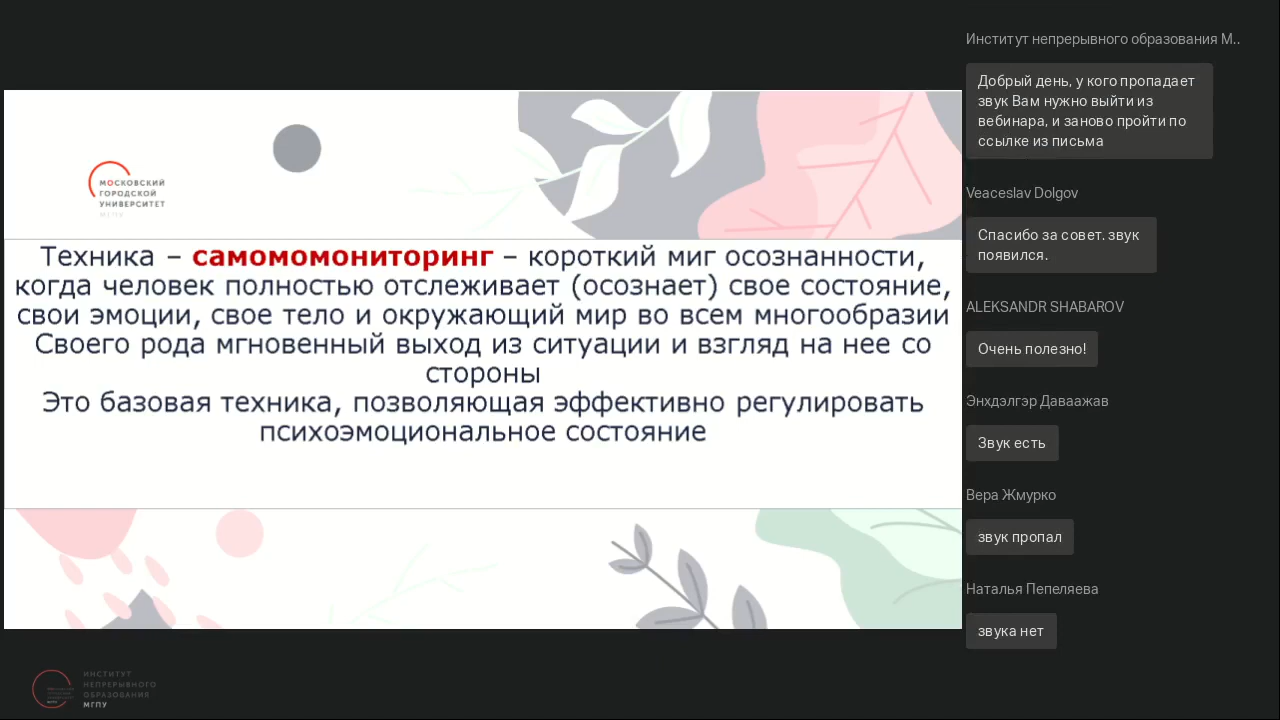 МОСКОВСКИЙ
ГОРОДСКОЙ
УНИВЕРСИТЕТ
МГПУ
Техника – самомомониторинг – короткий миг осознанности,
когда человек полностью отслеживает (осознает) свое состояние,
свои эмоции, свое тело и окружающий мир во всем многообразии
Своего рода мгновенный выход из ситуации и взгляд на нее со
стороны
Это базовая техника, позволяющая эффективно регулировать
психоэмоциональное состояние
ИНСТИТУТ
НЕПРЕРЫВНОГО
ОБРАЗОВАНИЯ
МГПУ
Институт непрерывного образования М..
Добрый день, у кого пропадает
звук Вам нужно выйти из
вебинара, и заново пройти по
ссылке из письма
Veaceslav Dolgov
Спасибо за совет. звук
появился.
ALEKSANDR SHABAROV
Очень полезно!
Энхдэлгэр Даваажав
Звук есть
Вера Жмурко
звук пропал
Наталья Пепеляева
звука нет